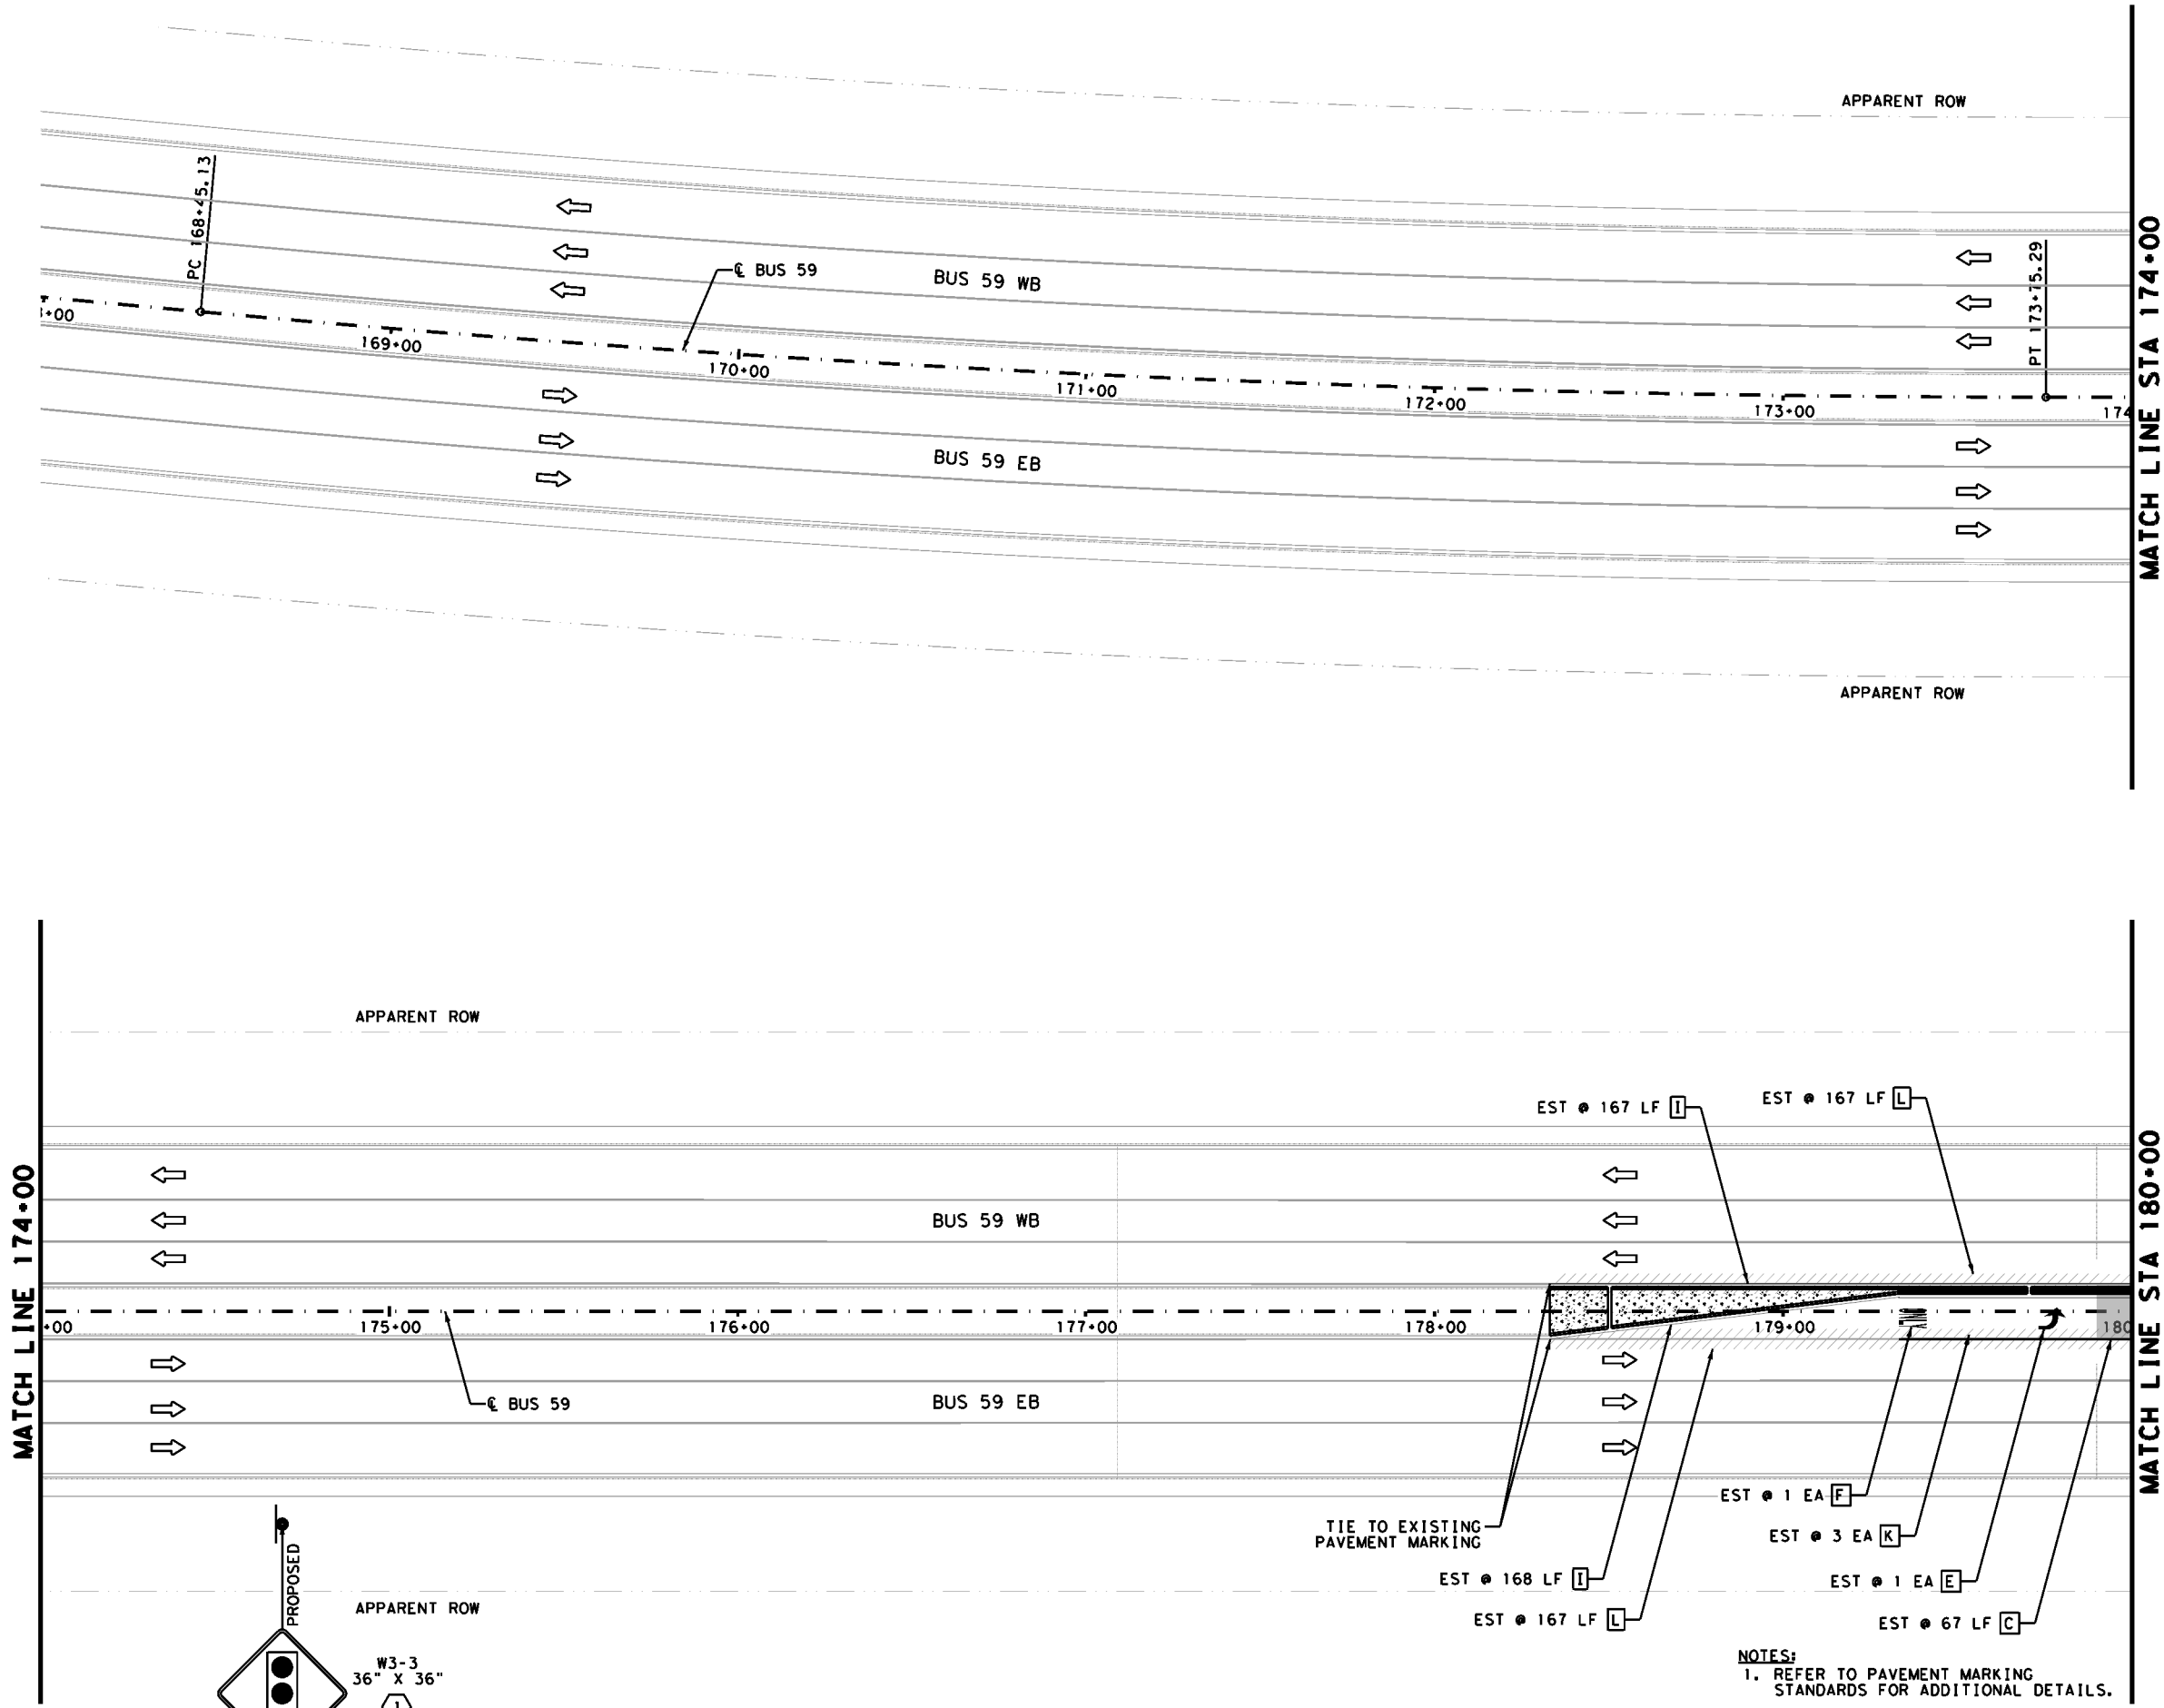 APPARENT ROW
PC 168+45.13
℄ BUS 59
BUS 59 WB
PT 173+75.29
+00
169+00
170+00
171+00
172+00
173+00
174
BUS 59 EB
MATCH LINE STA 174+00
APPARENT ROW
APPARENT ROW
EST @ 167 LF I
EST @ 167 LF L
BUS 59 WB
MATCH LINE 174+00
+00
175+00
176+00
177+00
178+00
179+00
180
℄ BUS 59
BUS 59 EB
MATCH LINE STA 180+00
EST @ 1 EA F
TIE TO EXISTING
PAVEMENT MARKING
EST @ 3 EA K
EST @ 168 LF I
EST @ 1 EA E
EST @ 167 LF L
EST @ 67 LF C
PROPOSED
APPARENT ROW
W3-3
36" X 36"
1
NOTES:
1. REFER TO PAVEMENT MARKING
STANDARDS FOR ADDITIONAL DETAILS.